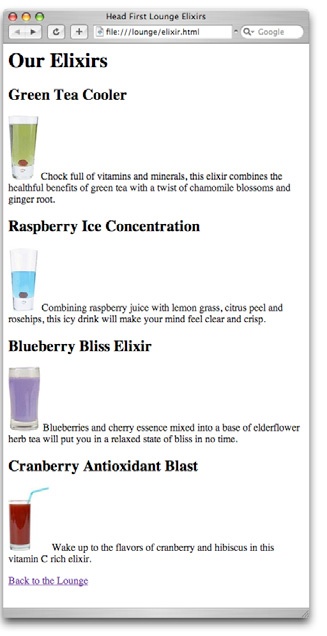 Head First Lounge Elixirs
file:///lounge/elixir.html
Google
Our Elixirs
Green Tea Cooler
Chock full of vitamins and minerals, this elixir combines the
healthful benefits of green tea with a twist of chamomile blossoms and
ginger root.
Raspberry Ice Concentration
Combining raspberry juice with lemon grass, citrus peel and
rosehips, this icy drink will make your mind feel clear and crisp.
Blueberry Bliss Elixir
Blueberries and cherry essence mixed into a base of elderflower
herb tea will put you in a relaxed state of bliss in no time.
Cranberry Antioxidant Blast
Wake up to the flavors of cranberry and hibiscus in this
vitamin C rich elixir.
Back to the Lounge